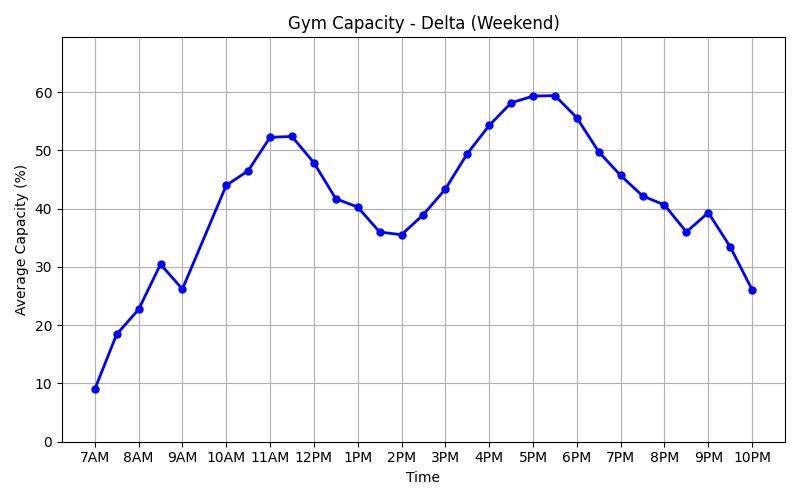 Gym Capacity - Delta (Weekend)
60
50
40
30
20
10
0
Average Capacity (%)
7AM 8AM 9AM 10AM 11AM 12PM 1PM 2PM 3PM 4PM 5PM 6PM 7PM 8PM 9PM 10PM
Time